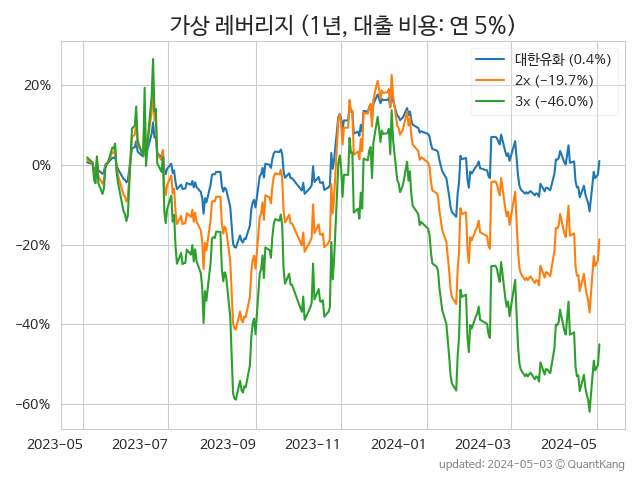 가상 레버리지 (1년, 대출 비용: 연 5%)
대한유화 (0.4%)
2x (−19.7%)
3x (−46.0%)
20%
0%
−20%
−40%
−60%
2023-05 2023-07 2023-09 2023-11 2024-01 2024-03 2024-05
updated: 2024-05-03 © QuantKang